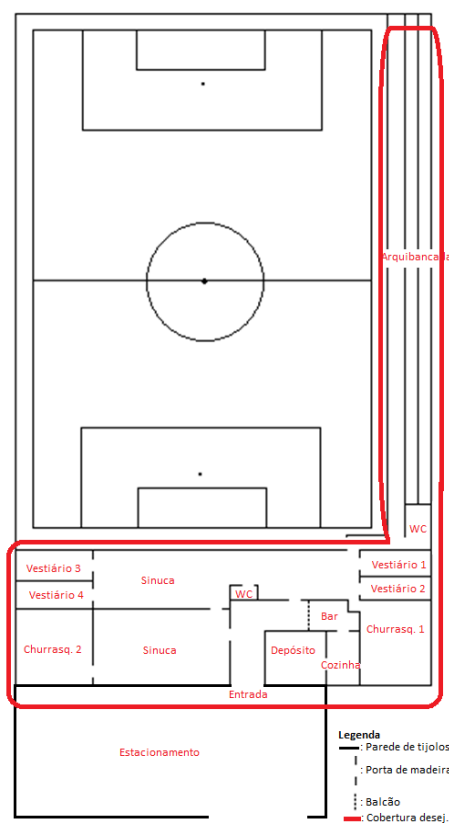 Arquibancada
WC
Vestiário 3
Sinuca
Vestiário 1
Vestiário 4
WC
Vestiário 2
Bar
Churrasq. 1
Churrasq. 2
Sinuca
Depósito
Cozinha
Entrada
Estacionamento
Legenda
: Parede de tijolos
: Porta de madeira
: Balcão
: Cobertura desej.